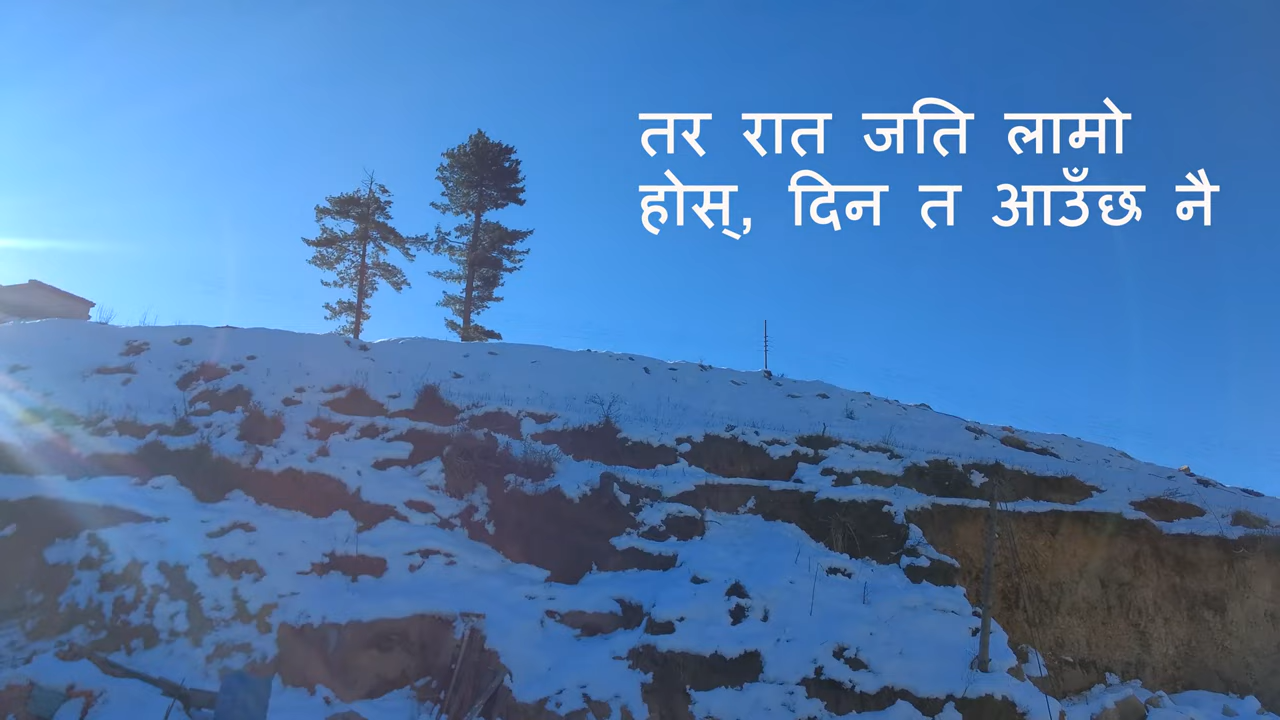 तर रात जति लामो
होस्, दिन त आउँछ नै